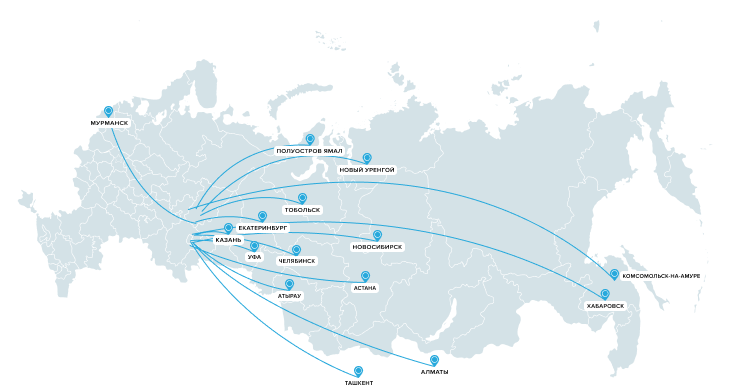 МУРМАНСК
ПОЛУОСТРОВ ЯМАЛ
НОВЫЙ УРЕНГОЙ
ТОБОЛЬСК
ЕКАТЕРИНБУРГ
КАЗАНЬ
НОВОСИБИРСК
УФА
ЧЕЛЯБИНСК
КОМСОМОЛЬСК-НА-АМУРЕ
АСТАНА
АТЫРАУ
ХАБАРОВСК
АЛМАТЫ
ТАШКЕНТ